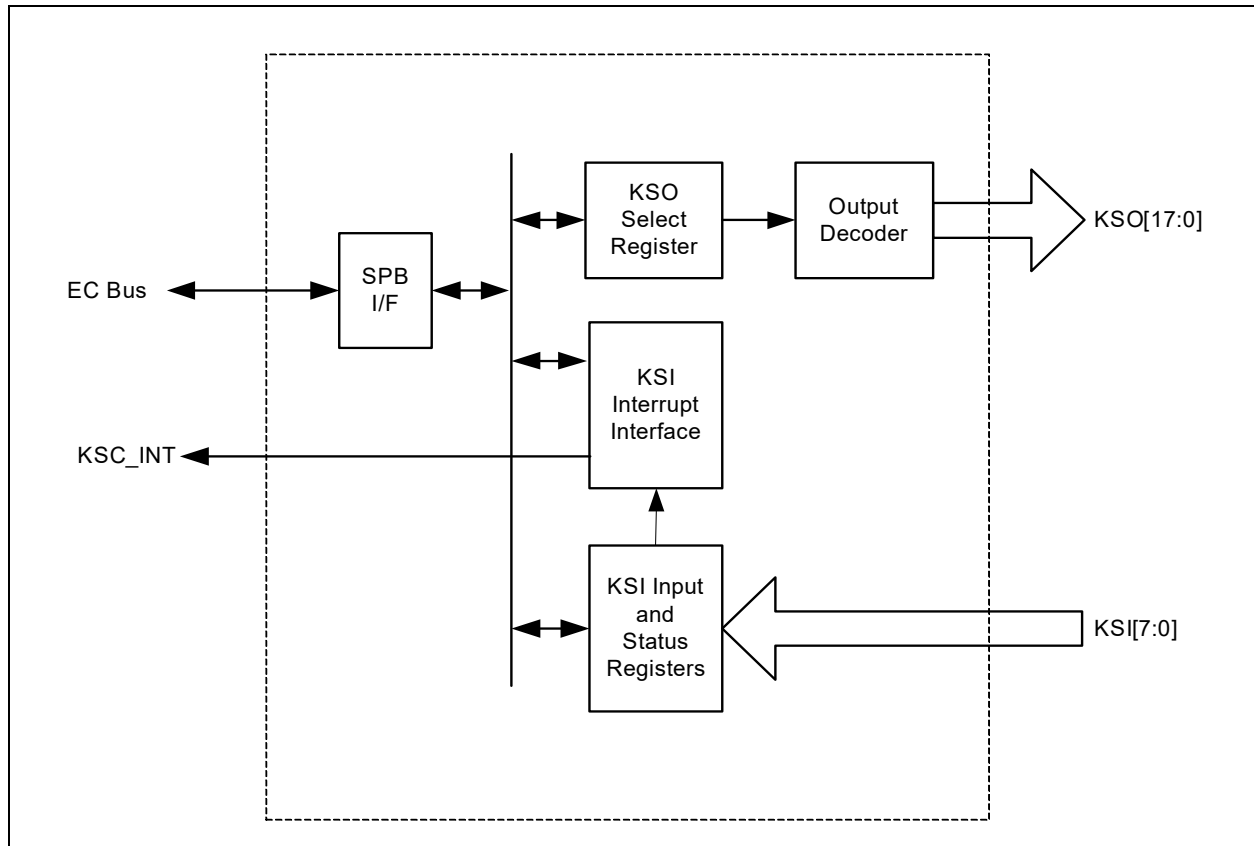 KSO
Select
Register
Output
Decoder
KSO[17:0]
SPB
I/F
EC Bus
KSI
Interrupt
Interface
KSC_INT
KSI Input
and
Status
Registers
KSI[7:0]